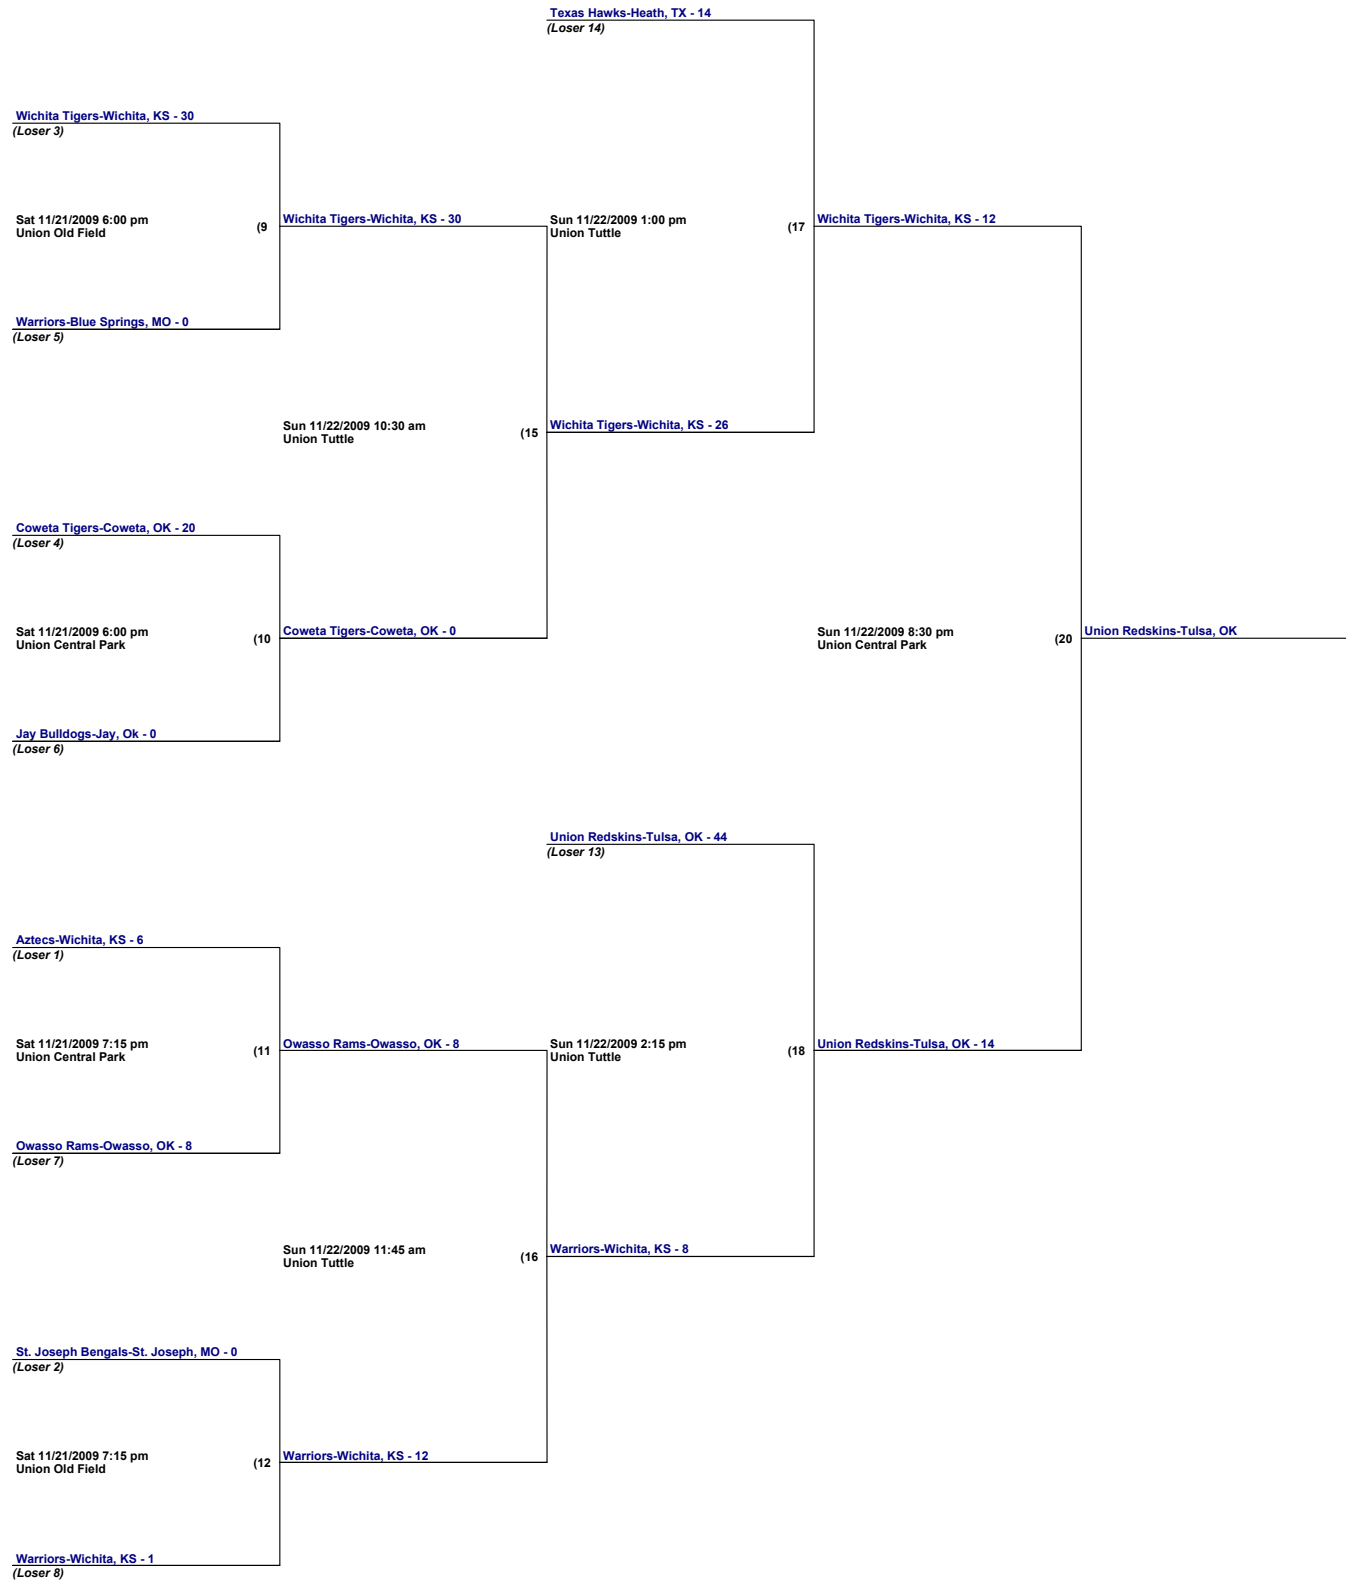 Texas Hawks-Heath, TX - 14
(Loser 14)
Wichita Tigers-Wichita, KS - 30
(Loser 3)
Sat 11/21/2009 6:00 pm
Union Old Field
(9
Wichita Tigers-Wichita, KS - 30
Sun 11/22/2009 1:00 pm
Union Tuttle
(17
Wichita Tigers-Wichita, KS - 12
Warriors-Blue Springs, MO - 0
(Loser 5)
Sun 11/22/2009 10:30 am
Union Tuttle
(15
Wichita Tigers-Wichita, KS - 26
Coweta Tigers-Coweta, OK - 20
(Loser 4)
Sat 11/21/2009 6:00 pm
Union Central Park
(10
Coweta Tigers-Coweta, OK - 0
Sun 11/22/2009 8:30 pm
Union Central Park
(20
Union Redskins-Tulsa, OK
Jay Bulldogs-Jay, Ok - 0
(Loser 6)
Union Redskins-Tulsa, OK - 44
(Loser 13)
Aztecs-Wichita, KS - 6
(Loser 1)
Sat 11/21/2009 7:15 pm
Union Central Park
(11
Owasso Rams-Owasso, OK - 8
Sun 11/22/2009 2:15 pm
Union Tuttle
(18
Union Redskins-Tulsa, OK - 14
Owasso Rams-Owasso, OK - 8
(Loser 7)
Sun 11/22/2009 11:45 am
Union Tuttle
(16
Warriors-Wichita, KS - 8
St. Joseph Bengals-St. Joseph, MO - 0
(Loser 2)
Sat 11/21/2009 7:15 pm
Union Old Field
(12
Warriors-Wichita, KS - 12
Warriors-Wichita, KS - 1
(Loser 8)